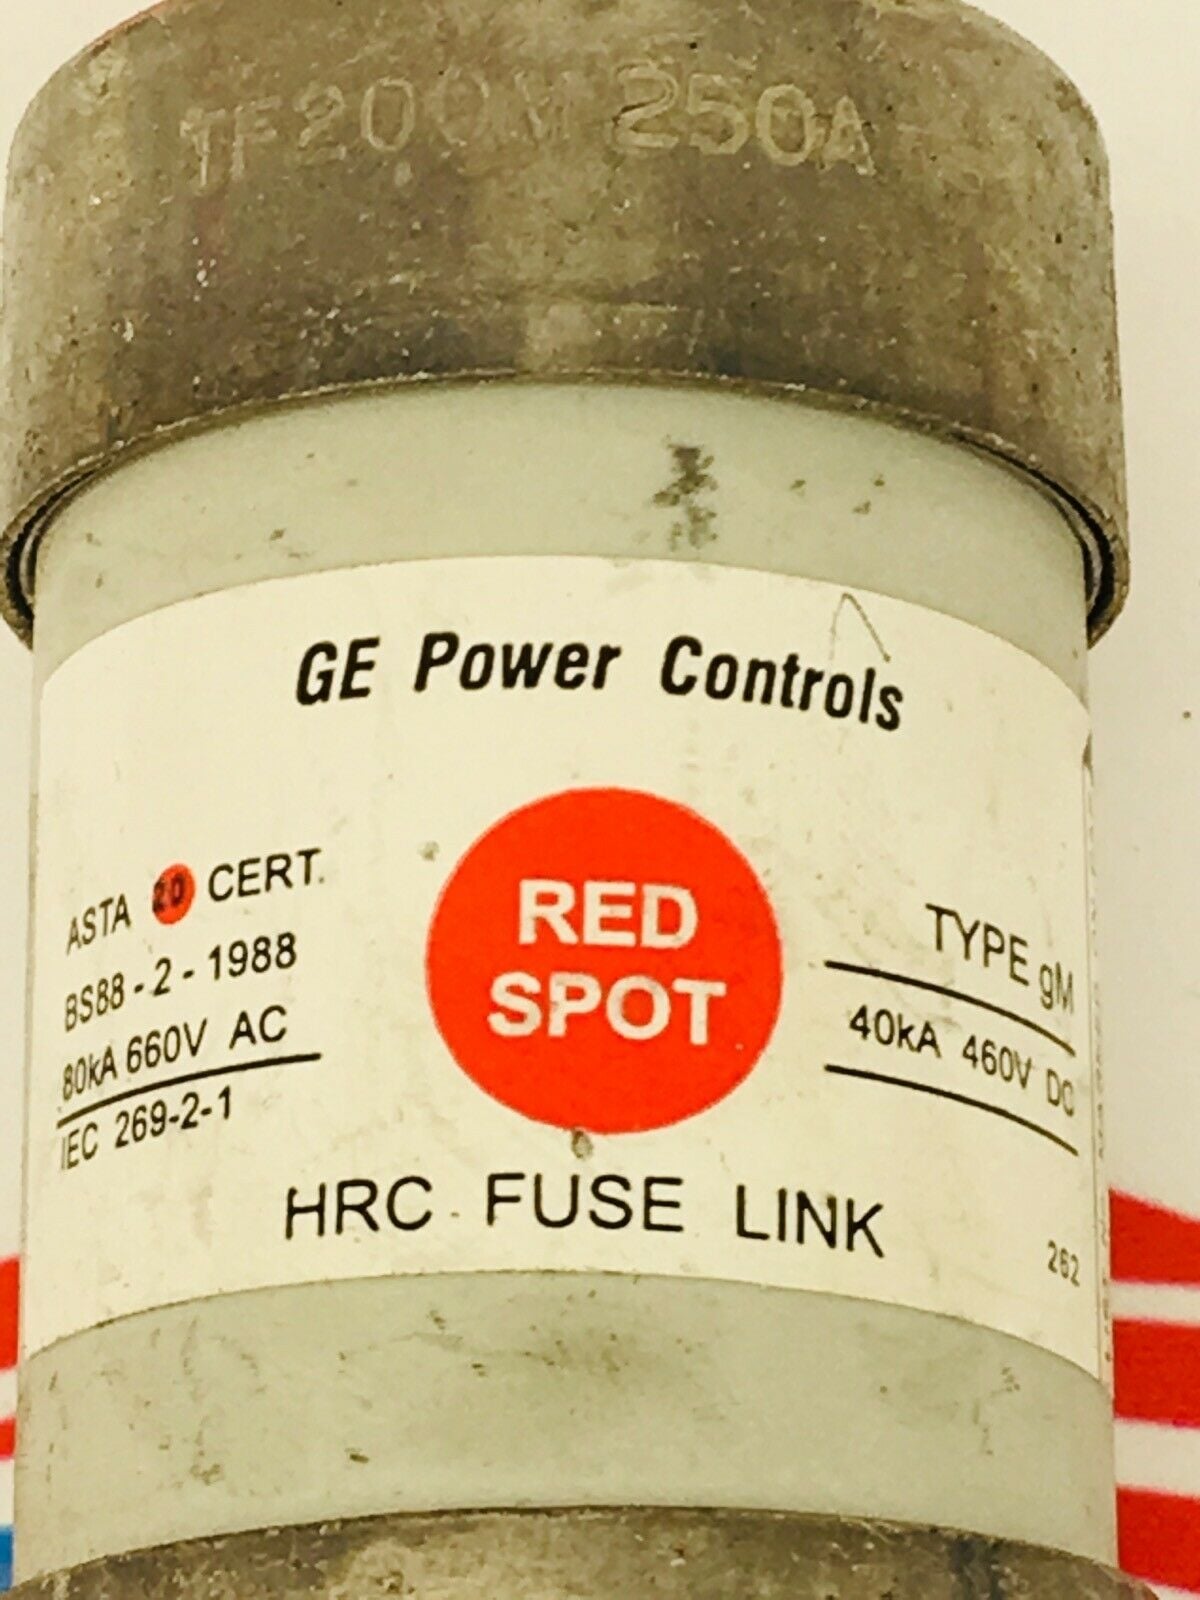 TF200M 250A
GE Power Controls
ASTA 20 CERT.
BS88-2-1988
80kA 660V AC
IEC 269-2-1
RED
SPOT
TYPE gM
40kA 460V DC
HRC FUSE LINK
262